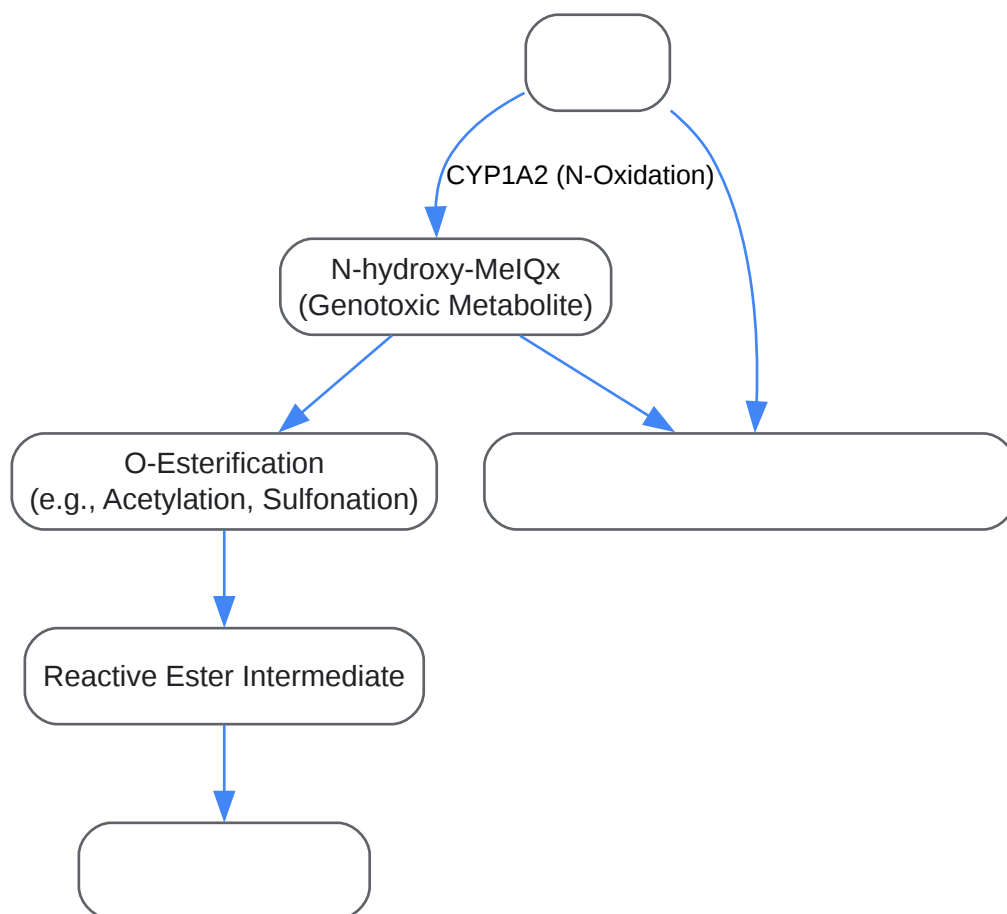 CYP1A2 (N-Oxidation)
N-hydroxy-MeIQx
(Genotoxic Metabolite)
O-Esterification
(e.g., Acetylation, Sulfonation)
Reactive Ester Intermediate